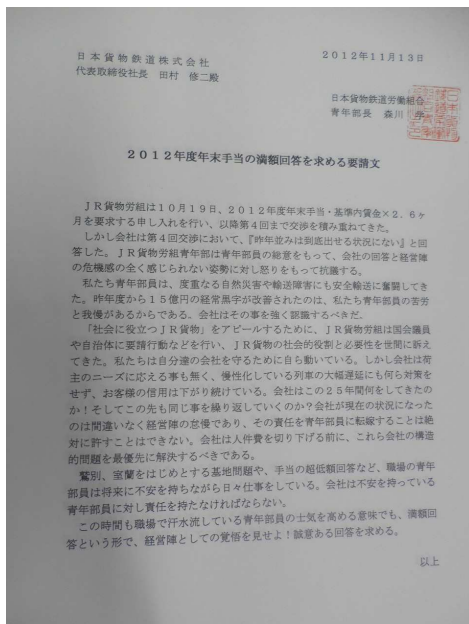 2012年11月13日
日本貨物鉄道株式会社
代表取締役社長 田村 修二殿
日本貨物鉄道労働組合
青年部長 森川
2012年度年末手当の満額回答を求める要請文
JR貨物労組は10月19日、2012年度年末手当・基準内賃金×2.6ヶ
月を要求する申し入れを行い、以降第4回まで交渉を積み重ねてきた。
しかし会社は第4回交渉において、『昨年並みは到底出せる状況にない』と回
答した。JR貨物労組青年部は青年部員の総意をもって、会社の回答と経営陣
の危機感の全く感じられない姿勢に対し怒りをもって抗議する。
私たち青年部員は、度重なる自然災害や輸送障害にも安全輸送に奮闘してき
た。昨年度から15億円の経常黒字が改善されたのは、私たち青年部員の苦労
と我慢があるからである、会社はその事を強く認識するべきだ。
「社会に役立つJR貨物」をアピールするために、JR貨物労組は国会議員
や自治体に要請行動などを行い、JR貨物の社会的役割と必要性を世間に訴え
てきた。私たちは自分達の会社を守るために自ら動いている。しかし会社は荷
主のニーズに応える事も無く、慢性化している列車の大幅遅延にも何ら対策を
せず、お客様の信用は下がり続けている。会社はこの25年間何をしてきたの
か！そしてこの先も同じ事を繰り返していくのか？会社が現在の状況になった
のは間違いなく経営陣の怠慢であり、その責任を青年部員に転嫁することは絶
対に許すことはできない。会社は人件費を切り下げる前に、これら会社の構造
的問題を最優先に解決するべきである。
鷲別、室蘭をはじめとする基地問題や、手当の超低額回答など、職場の青年
部員は将来に不安を持ちながら日々仕事をしている。会社は不安を持っている
青年部員に対し責任を持たなければならない。
この時間も職場で汗水流している青年部員の士気を高める意味でも、満額回
答という形で、経営陣としての覚悟を見せよ！誠意ある回答を求める。
以上